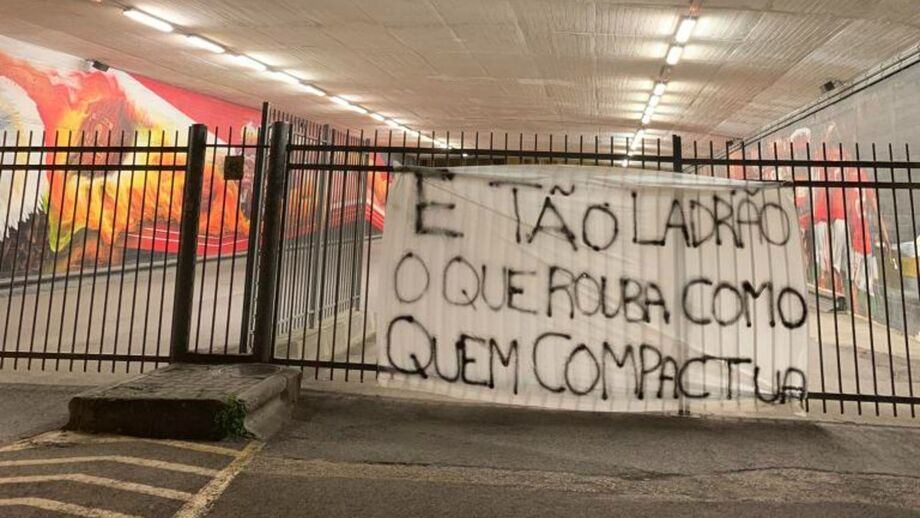 É TÃO LADRÃO
O QUE ROUBA COMO
QUEM COMPACTUA